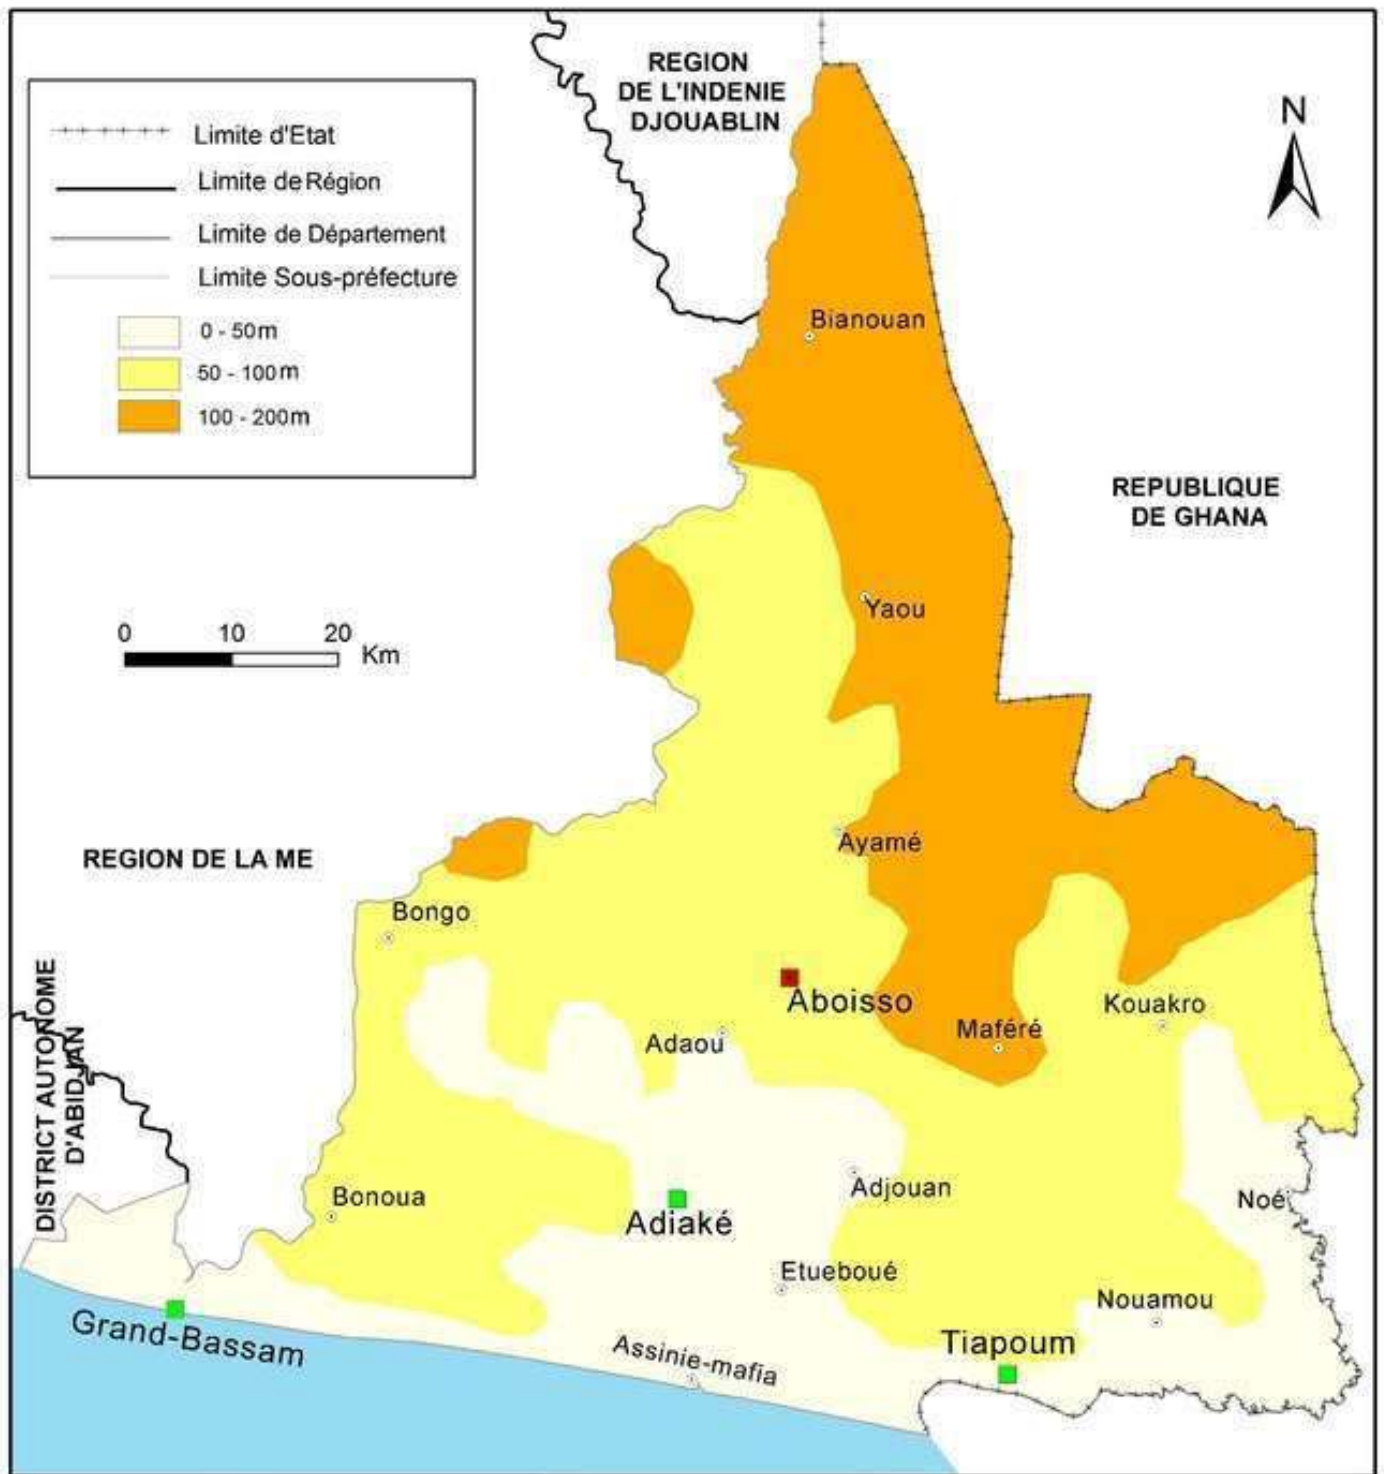 REGION
DE L'INDENIE
DJOUABLIN
N
Limite d'Etat
Limite de Région
Limite de Département
Limite Sous-préfecture
0 - 50m
50 - 100m
100 - 200m
Bianouan
REPUBLIQUE
DE GHANA
Yaou
0 10 20
Km
Ayamé
REGION DE LA ME
Bongo
DISTRICT AUTONOME
D'ABIDJAN
Aboisso
Kouakro
Maféré
Adaou
Adjouan
Noé
Bonoua
Adiaké
Etueboué
Nouamou
Grand-Bassam
Tiapoum
Assinie-mafia